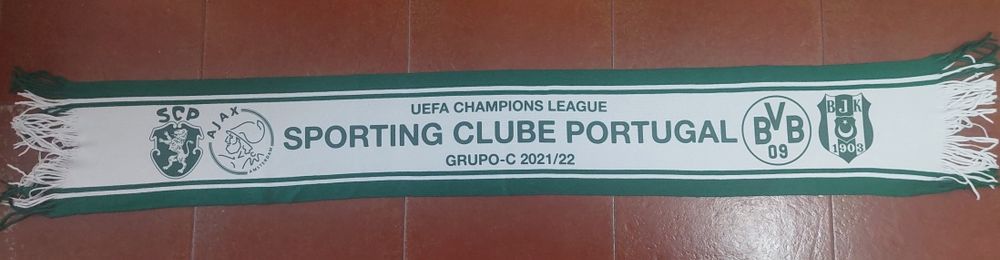 SCP
AJAX
AMSTERDAM
UEFA CHAMPIONS LEAGUE
SPORTING CLUBE PORTUGAL
GRUPO-C 2021/22
BVB
09
BJK
1903